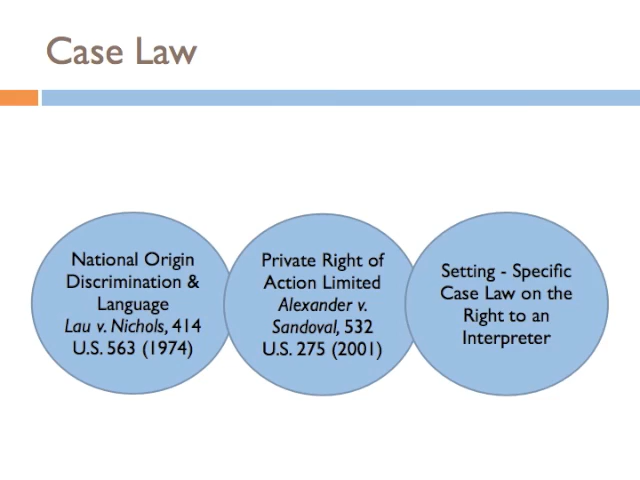 Case Law
National Origin
Discrimination &
Language
Lau v. Nichols, 414
U.S. 563 (1974)
Private Right of
Action Limited
Alexander v.
Sandoval, 532
U.S. 275 (2001)
Setting - Specific
Case Law on the
Right to an
Interpreter